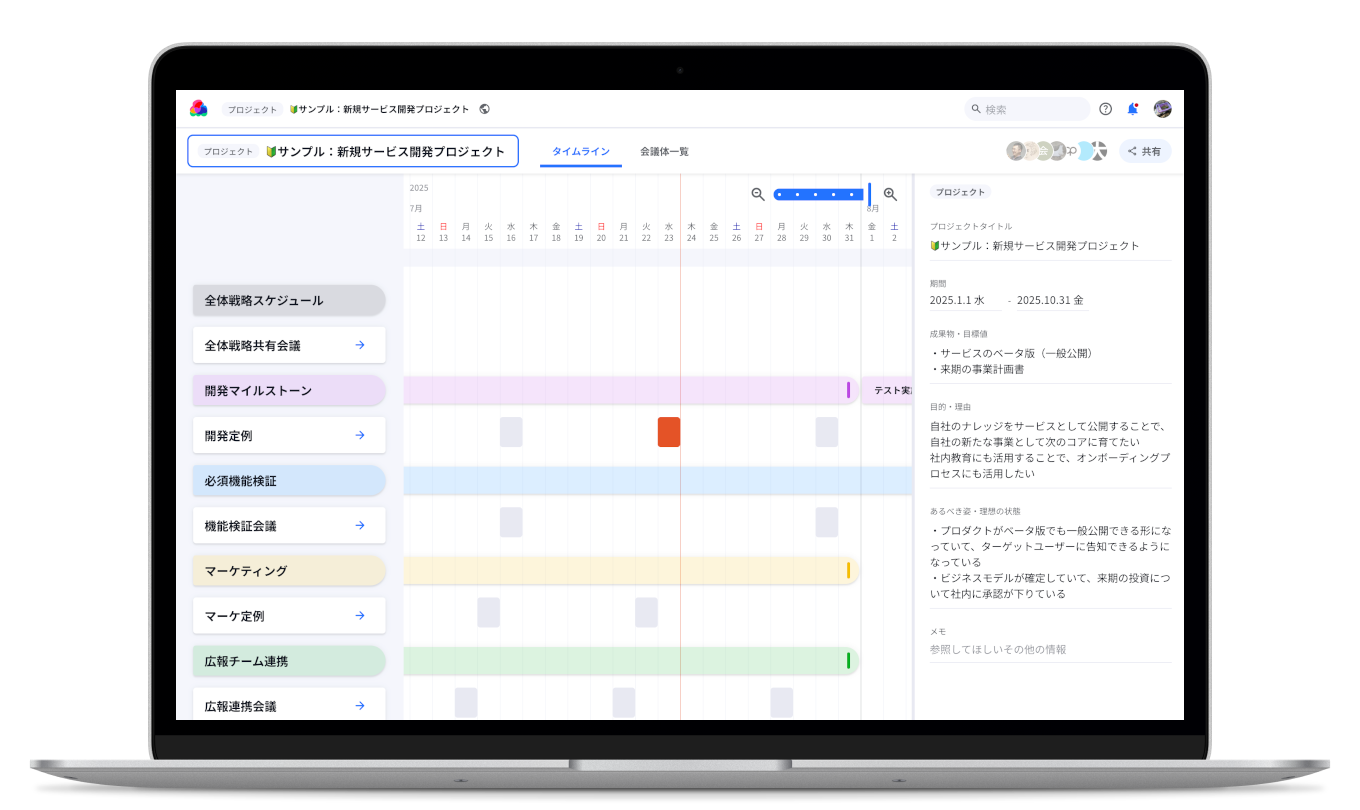 プロジェクト 🔰サンプル：新規サービス開発プロジェクト
検索
プロジェクト 🔰サンプル：新規サービス開発プロジェクト
タイムライン 会議体一覧
共有
2025
7月 8月
土 日 月 火 水 木 金 土 日 月 火 水 木 金 土 日 月 火 水 木 金 土
12 13 14 15 16 17 18 19 20 21 22 23 24 25 26 27 28 29 30 31 1 2
全体戦略スケジュール
全体戦略共有会議
開発マイルストーン
テスト実
開発定例
必須機能検証
機能検証会議
マーケティング
マーケ定例
広報チーム連携
広報連携会議
プロジェクト
プロジェクトタイトル
🔰サンプル：新規サービス開発プロジェクト
期間
2025.1.1 水 - 2025.10.31 金
成果物・目標値
・サービスのベータ版（一般公開）
・来期の事業計画書
目的・理由
自社のナレッジをサービスとして公開することで、
自社の新たな事業として次のコアに育てたい
社内教育にも活用することで、オンボーディングプ
ロセスにも活用したい
あるべき姿・理想の状態
・プロダクトがベータ版でも一般公開できる形にな
っていて、ターゲットユーザーに告知できるように
なっている
・ビジネスモデルが確定していて、来期の投資につ
いて社内に承認が下りている
メモ
参照してほしいその他の情報